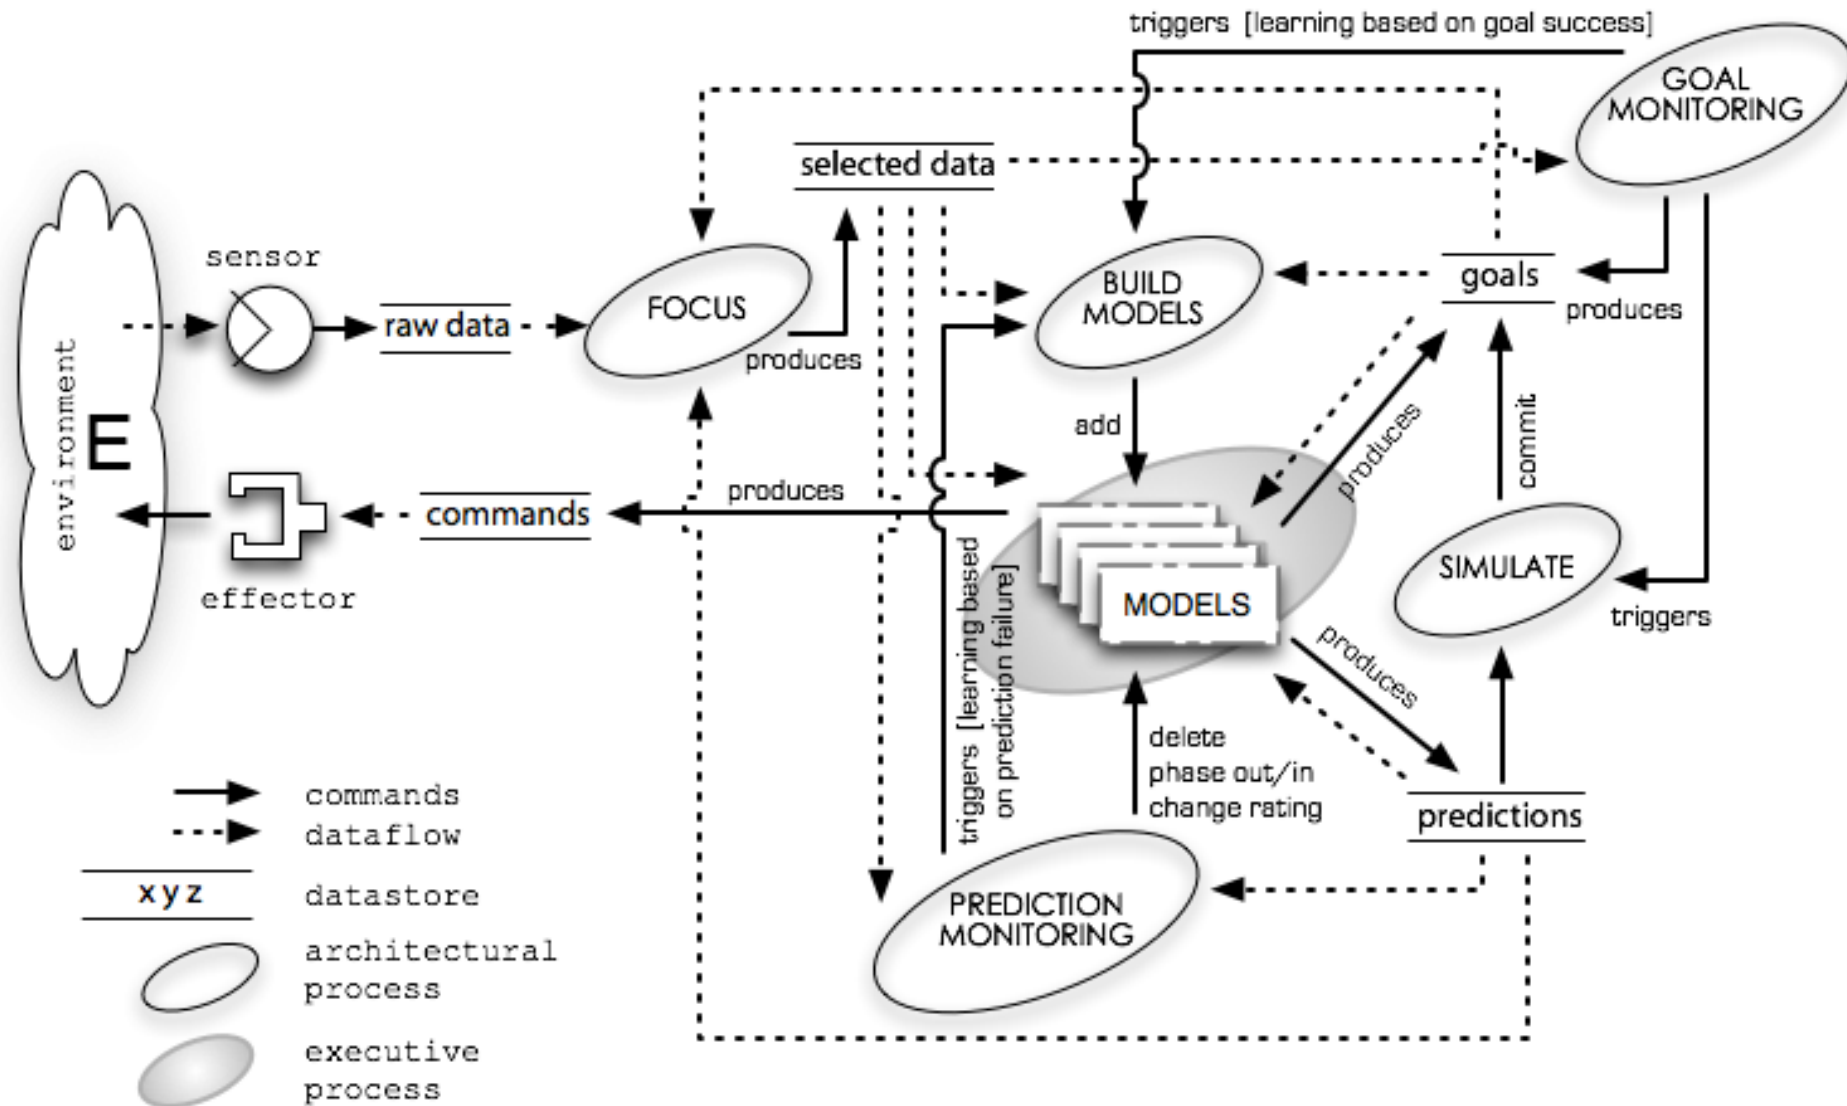 triggers [learning based on goal success]
GOAL
MONITORING
selected data
sensor
raw data
FOCUS
produces
BUILD
MODELS
goals
produces
environment
E
add
produces
commit
commands
produces
effector
triggers [learning based
on prediction failure]
MODELS
SIMULATE
triggers
produces
delete
phase out/in
change rating
predictions
PREDICTION
MONITORING
commands
dataflow
xyz
datastore
architectural
process
executive
process